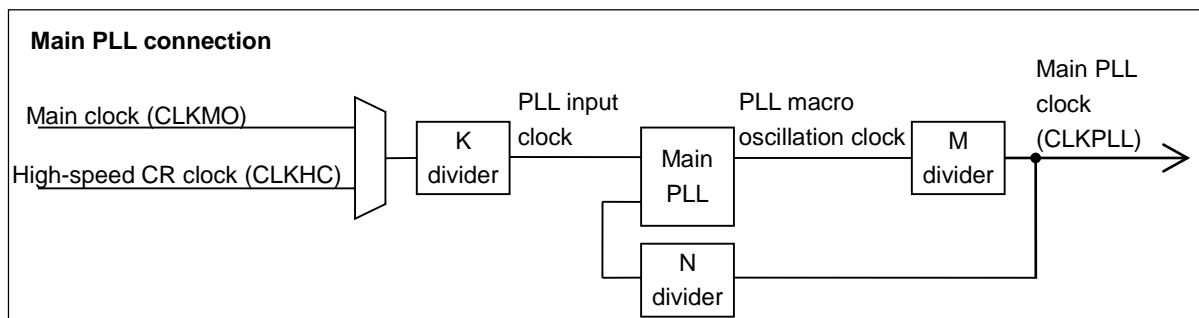 Main PLL connection
Main clock (CLKMO)
High-speed CR clock (CLKHC)
K
divider
PLL input
clock
Main
PLL
PLL macro
oscillation clock
M
divider
Main PLL
clock
(CLKPLL)
N
divider